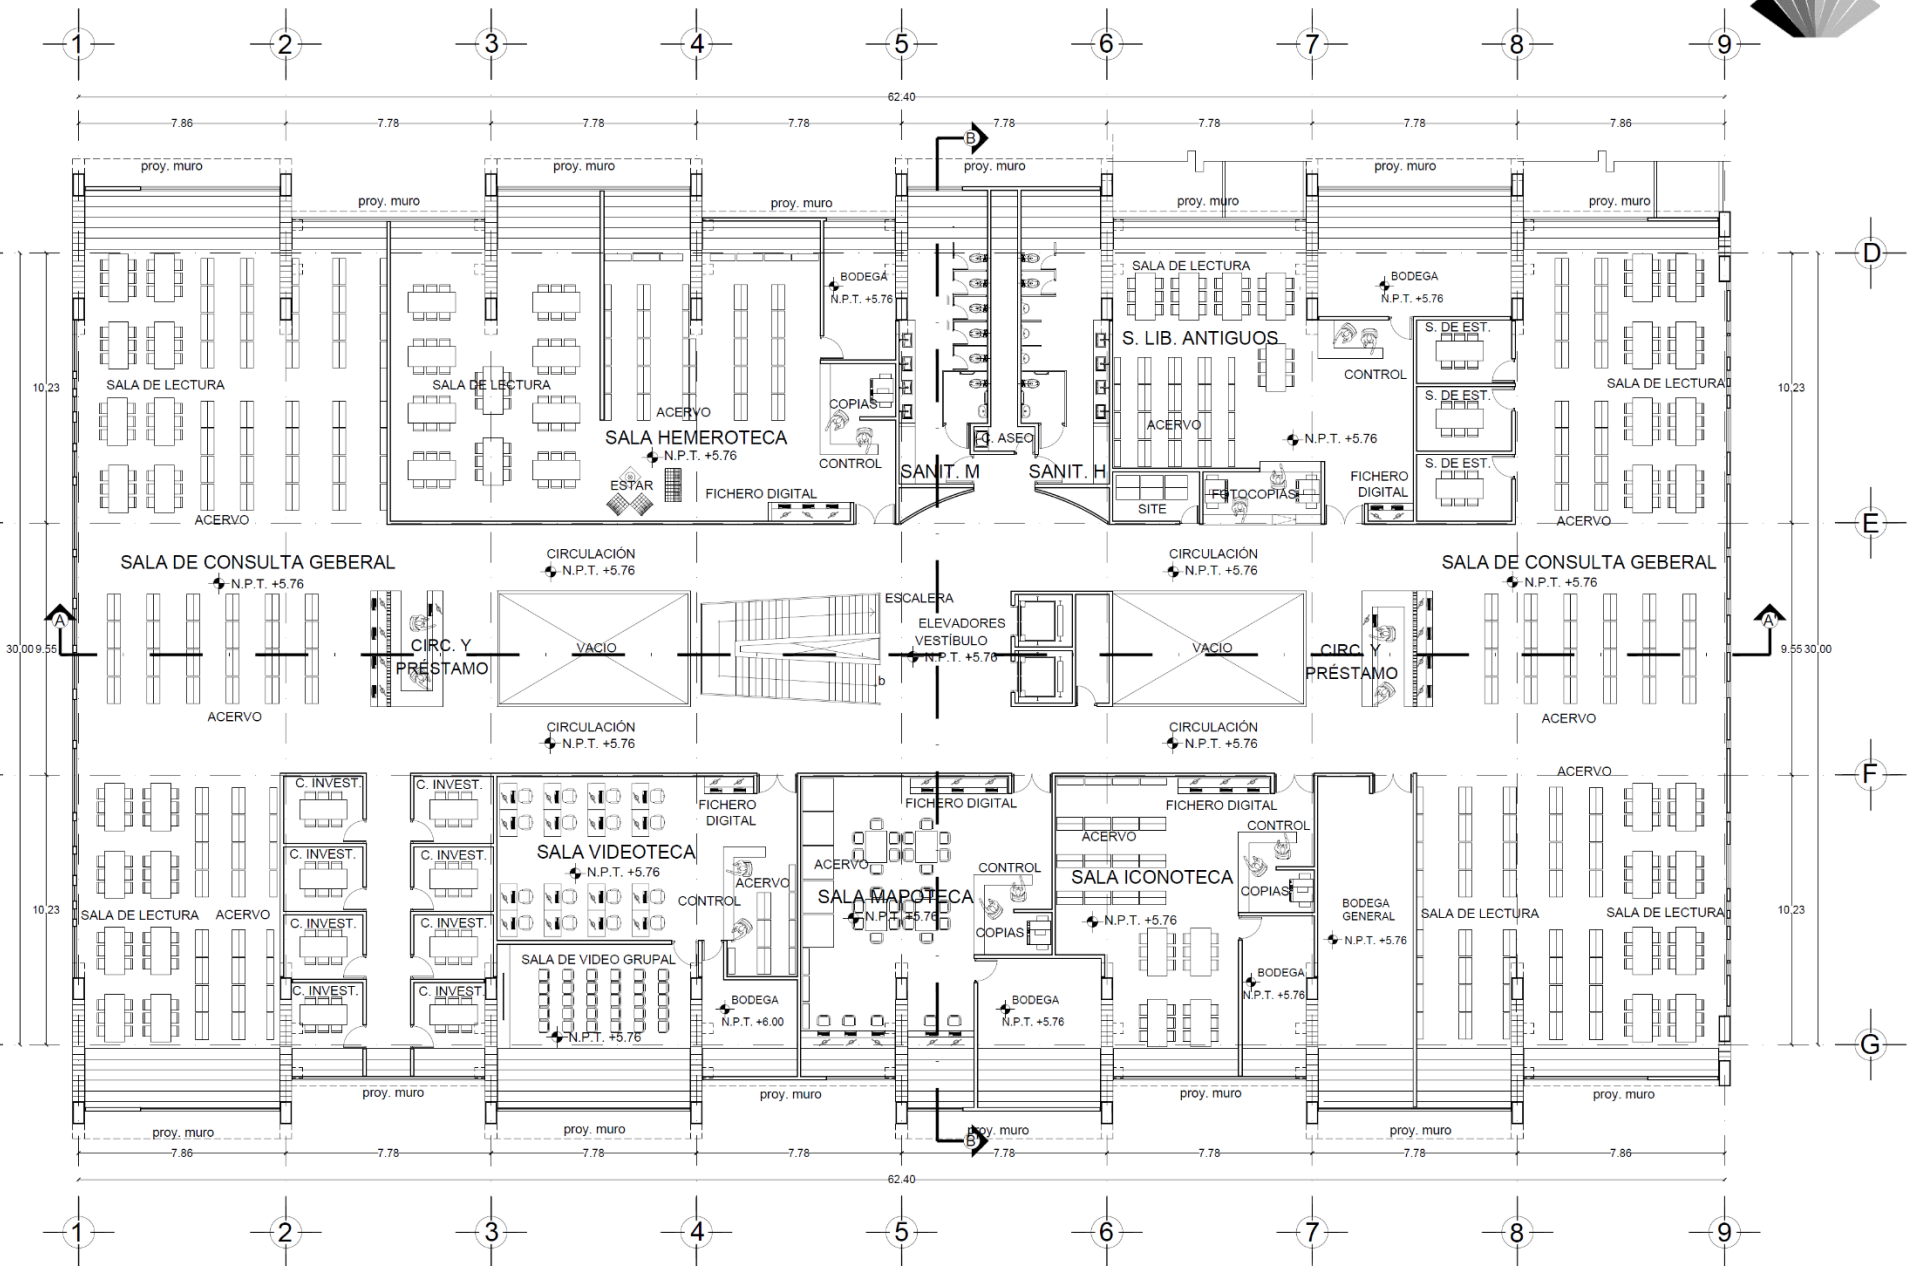 1 2 3 4 5 6 7 8 9
62.40
7.86 7.78 7.78 7.78 7.78 7.78 7.78 7.86
B
proy. muro proy. muro proy. muro proy. muro
proy. muro proy. muro proy. muro proy. muro
D
SALA DE LECTURA
BODEGA
N.P.T. +5.76
BODEGA
N.P.T. +5.76
S. LIB. ANTIGUOS
S. DE EST.
CONTROL
10.23
SALA DE LECTURA
SALA DE LECTURA
SALA DE LECTURA
10.23
S. DE EST.
COPIAS
ACERVO
ACERVO
SALA HEMEROTECA
N.P.T. +5.76
C. ASEO
N.P.T. +5.76
CONTROL
S. DE EST.
SANIT. M
SANIT. H
ESTAR
FICHERO DIGITAL
FOTOCOPIAS
FICHERO
DIGITAL
SITE
ACERVO
ACERVO
E
CIRCULACIÓN
N.P.T. +5.76
CIRCULACIÓN
N.P.T. +5.76
SALA DE CONSULTA GEBERAL
N.P.T. +5.76
SALA DE CONSULTA GEBERAL
N.P.T. +5.76
ESCALERA
A
ELEVADORES
VESTÍBULO
N.P.T. +5.76
A'
30.00 9.55
CIRC. Y
PRÉSTAMO
VACIO
VACIO
CIRC. Y
PRÉSTAMO
9.55 30.00
b
ACERVO
ACERVO
CIRCULACIÓN
N.P.T. +5.76
CIRCULACIÓN
N.P.T. +5.76
ACERVO
F
C. INVEST. C. INVEST.
FICHERO
DIGITAL
FICHERO DIGITAL
FICHERO DIGITAL
CONTROL
ACERVO
SALA VIDEOTECA
N.P.T. +5.76
C. INVEST. C. INVEST.
ACERVO
ACERVO
CONTROL
SALA ICONOTECA
COPIAS
CONTROL
SALA MAPOTECA
N.P.T. +5.76
N.P.T. +5.76
BODEGA
GENERAL
N.P.T. +5.76
10.23
SALA DE LECTURA ACERVO
C. INVEST. C. INVEST.
SALA DE LECTURA
SALA DE LECTURA
10.23
COPIAS
SALA DE VIDEO GRUPAL
BODEGA
N.P.T. +5.76
C. INVEST. C. INVEST.
BODEGA
N.P.T. +6.00
BODEGA
N.P.T. +5.76
N.P.T. +5.76
G
proy. muro proy. muro proy. muro proy. muro
proy. muro proy. muro proy. muro proy. muro
B'
7.86 7.78 7.78 7.78 7.78 7.78 7.78 7.86
62.40
1 2 3 4 5 6 7 8 9